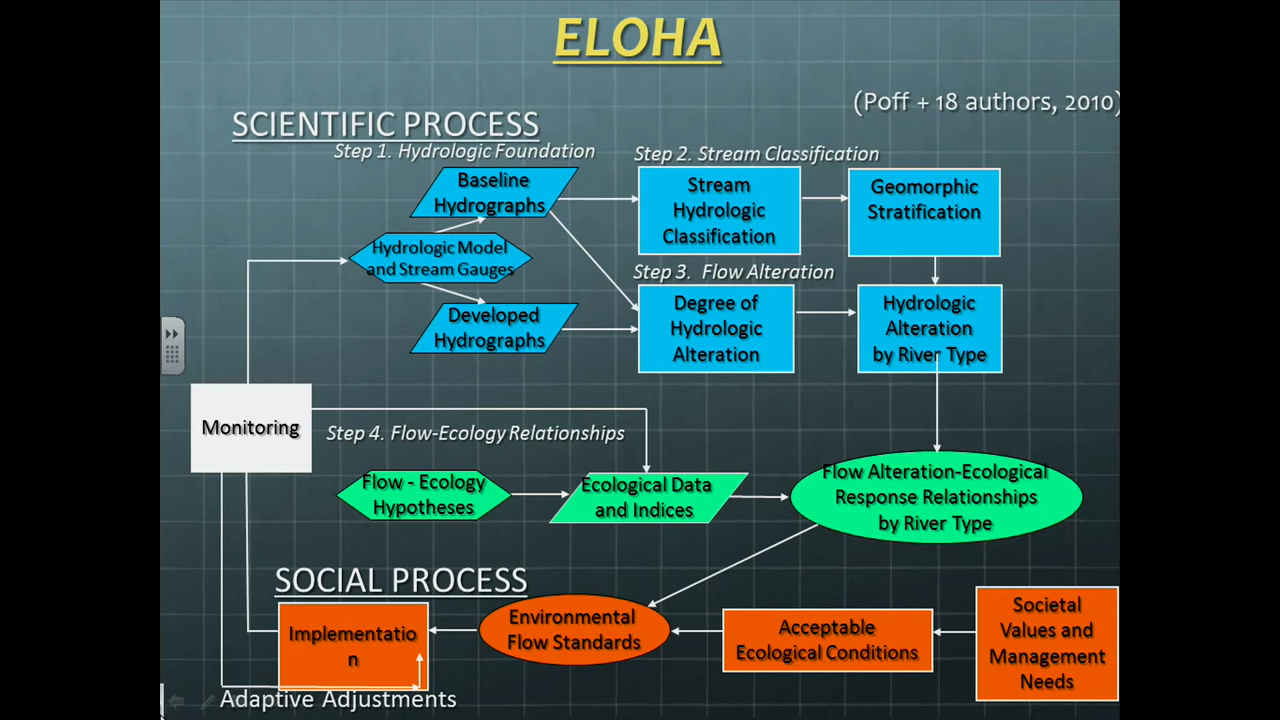 ELOHA
(Poff + 18 authors, 2010)
SCIENTIFIC PROCESS
Step 1. Hydrologic Foundation
Step 2. Stream Classification
Baseline
Hydrographs
Stream
Hydrologic
Classification
Geomorphic
Stratification
Hydrologic Model
and Stream Gauges
Step 3. Flow Alteration
Developed
Hydrographs
Degree of
Hydrologic
Alteration
Hydrologic
Alteration
by River Type
Monitoring
Step 4. Flow-Ecology Relationships
Flow - Ecology
Hypotheses
Ecological Data
and Indices
Flow Alteration-Ecological
Response Relationships
by River Type
SOCIAL PROCESS
Implementatio
n
Environmental
Flow Standards
Acceptable
Ecological Conditions
Societal
Values and
Management
Needs
Adaptive Adjustments